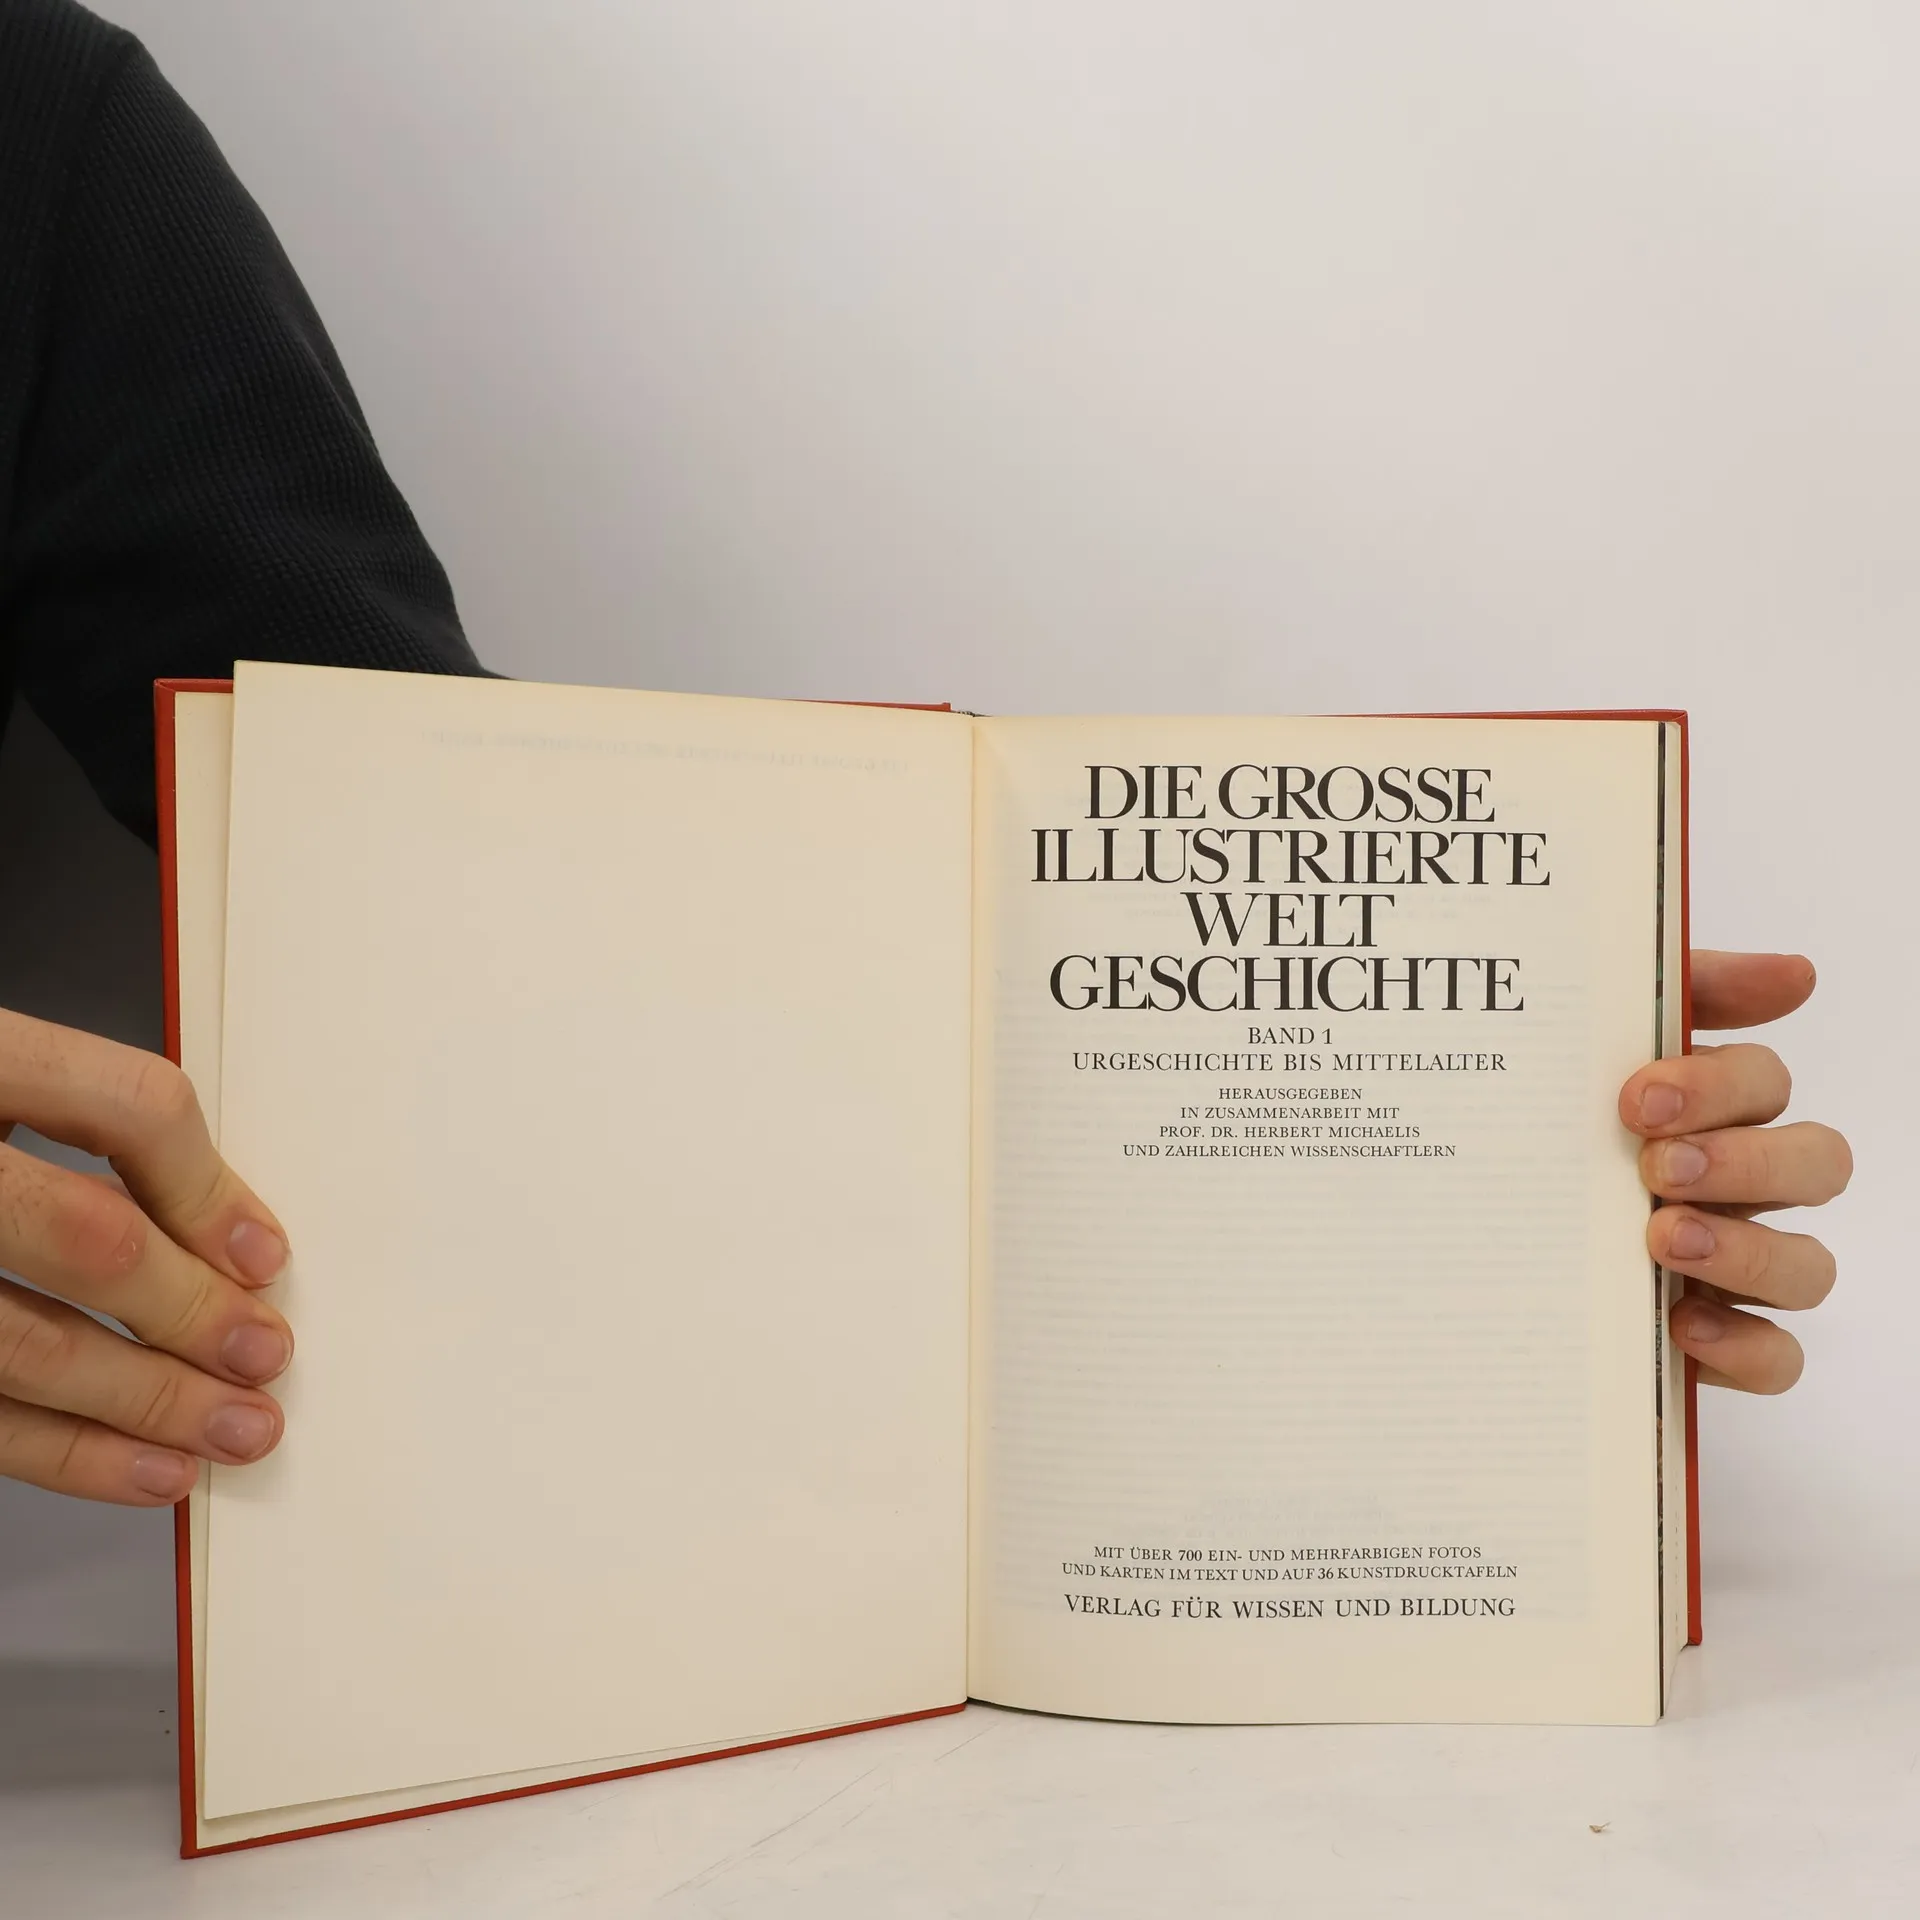 DIE GROSSE
ILLUSTRIERTE
WELT
GESCHICHTE
BAND 1
URGESCHICHTE BIS MITTELALTER
HERAUSGEGEBEN
IN ZUSAMMENARBEIT MIT
PROF. DR. HERBERT MICHAELIS
UND ZAHLREICHEN WISSENSCHAFTLERN
MIT ÜBER 700 EIN- UND MEHRFARBIGEN FOTOS
UND KARTEN IM TEXT UND AUF 36 KUNSTDRUCKTAFELN
VERLAG FÜR WISSEN UND BILDUNG